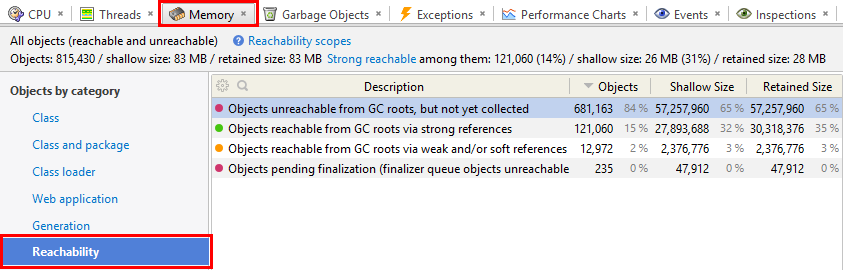 CPU × Threads × Memory × Garbage Objects × Exceptions × Performance Charts × Events × Inspections ×
All objects (reachable and unreachable) ? Reachability scopes
Objects: 815,430 / shallow size: 83 MB / retained size: 83 MB Strong reachable among them: 121,060 (14%) / shallow size: 26 MB (31%) / retained size: 28 MB
Objects by category
Class
Class and package
Class loader
Web application
Generation
Reachability
Description Objects Shallow Size Retained Size
Objects unreachable from GC roots, but not yet collected 681,163 84 % 57,257,960 65 % 57,257,960 65 %
Objects reachable from GC roots via strong references 121,060 15 % 27,893,688 32 % 30,318,376 35 %
Objects reachable from GC roots via weak and/or soft references 12,972 2 % 2,376,776 3 % 2,376,776 3 %
Objects pending finalization (finalizer queue objects unreachable 235 0 % 47,912 0 % 47,912 0 %